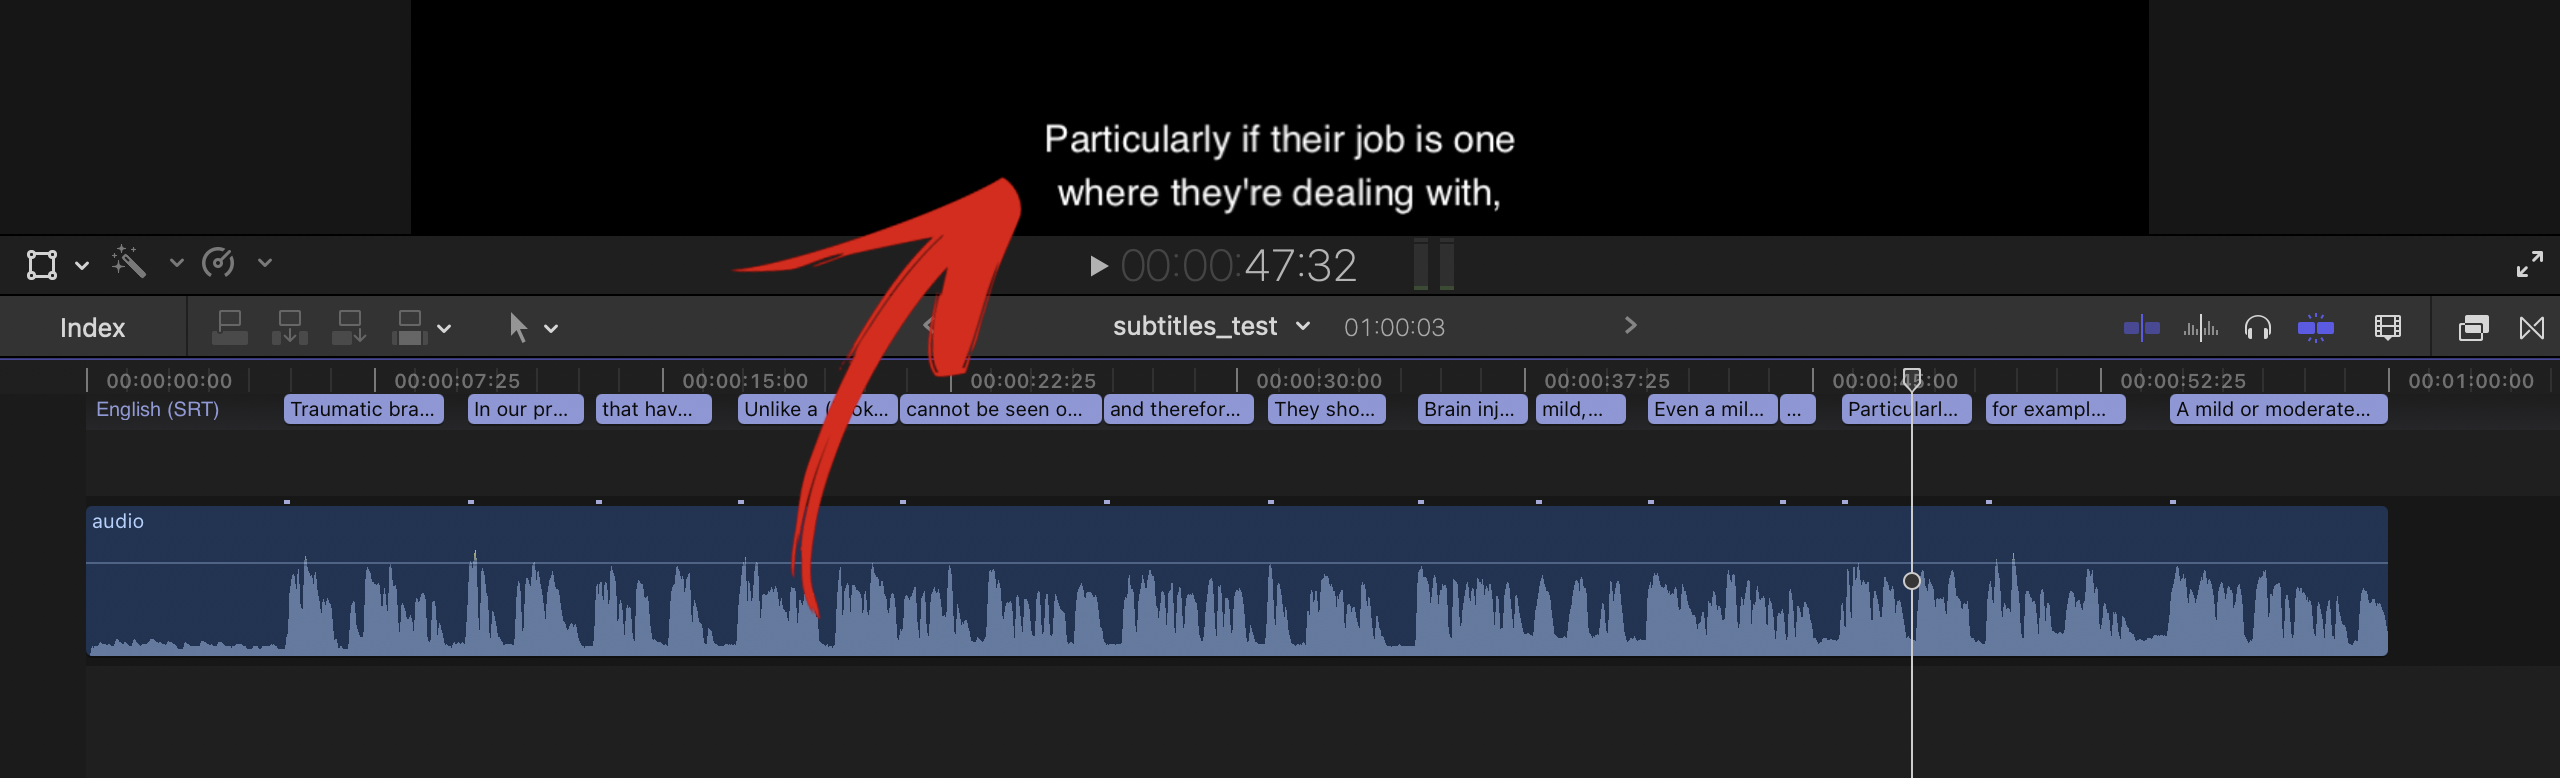 Particularly if their job is one
where they're dealing with,
00:00:47:32
Index
subtitles_test
01:00:03
00:00:00:00
00:00:07:25
00:00:15:00
00:00:22:25
00:00:30:00
00:00:37:25
00:00:45:00
00:00:52:25
00:01:00:00
English (SRT)
Traumatic bra...
In our pr...
that hav...
Unlike a
cannot be seen o...
and therefor...
They sho...
Brain inj...
mild,...
Even a mil...
...
Particularl...
for exampl...
A mild or moderate...
audio